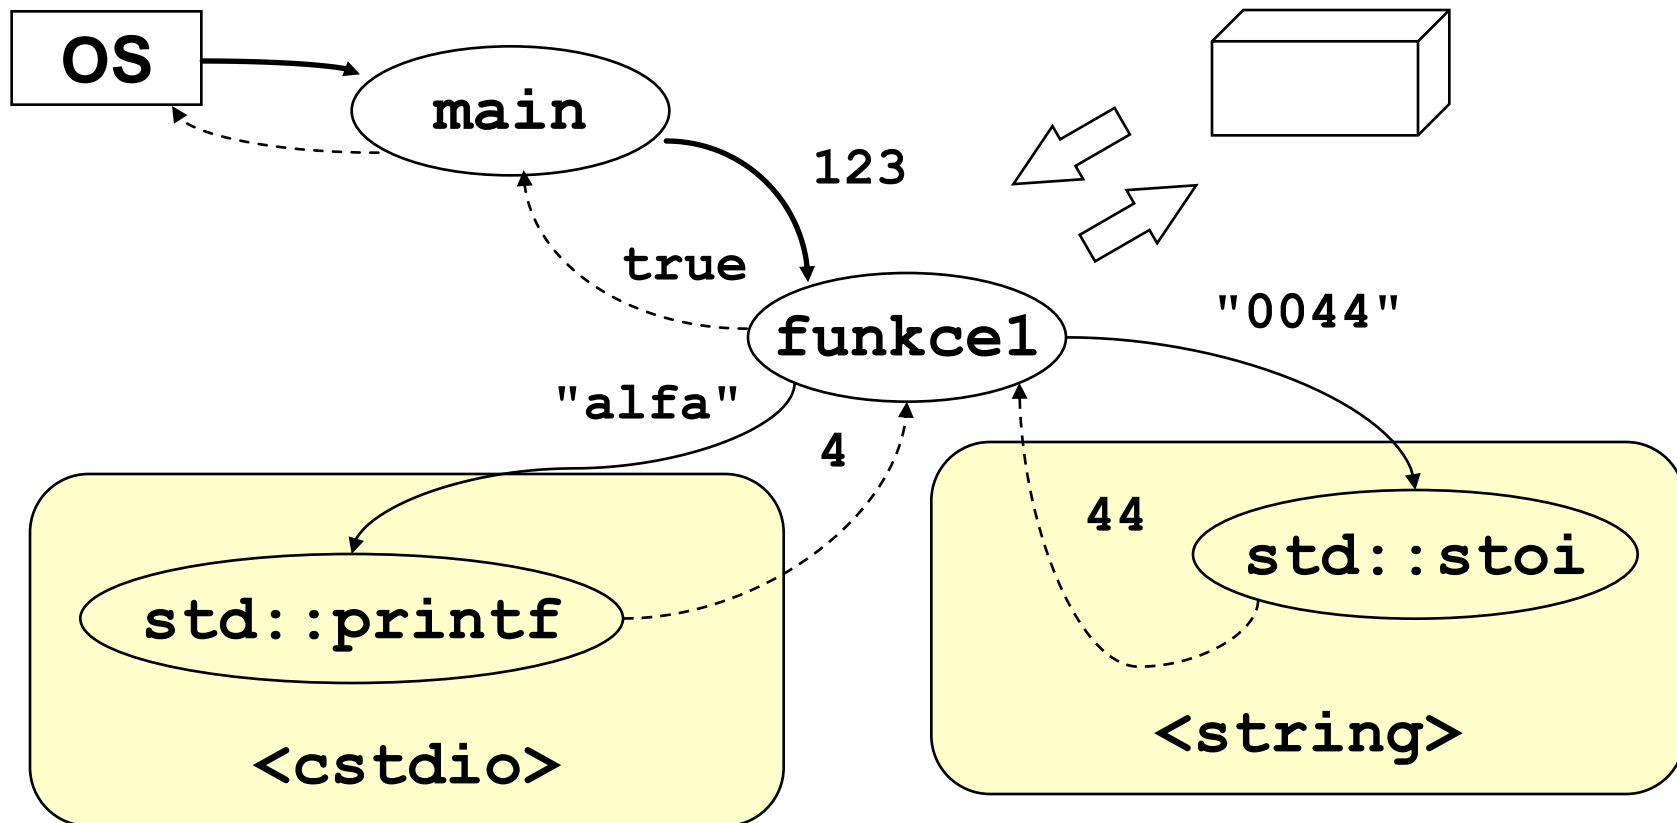 OS
main
123
true
funkce1
"0044"
"alfa"
4
44
std::stoi
std::printf
<string>
<cstdio>